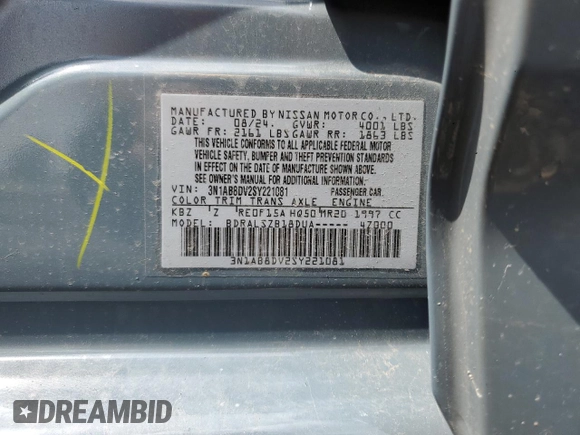 MANUFACTURED BY NISSAN MOTOR CO., LTD.
DATE: 08/24 GVWR: 4001 LBS
GAWR FR: 2161 LBS GAWR RR: 1863 LBS
THIS VEHICLE CONFORMS TO ALL APPLICABLE FEDERAL MOTOR
VEHICLE SAFETY, BUMPER AND THEFT PREVENTION STANDARDS
IN EFFECT ON THE DATE OF MANUFACTURE SHOWN ABOVE.
SEE OWNER'S MANUAL FOR ADDITIONAL INFORMATION.
VIN: 3N1AB8DV2SY221081 PASSENGER CAR
COLOR TRIM TRANS AXLE ENGINE
KBZ Z RE0F15A HQ50 MR20 1997 CC
BDRALSZB18DUA----- 47000
3N1AB8DV2SY221081
DREAMBID